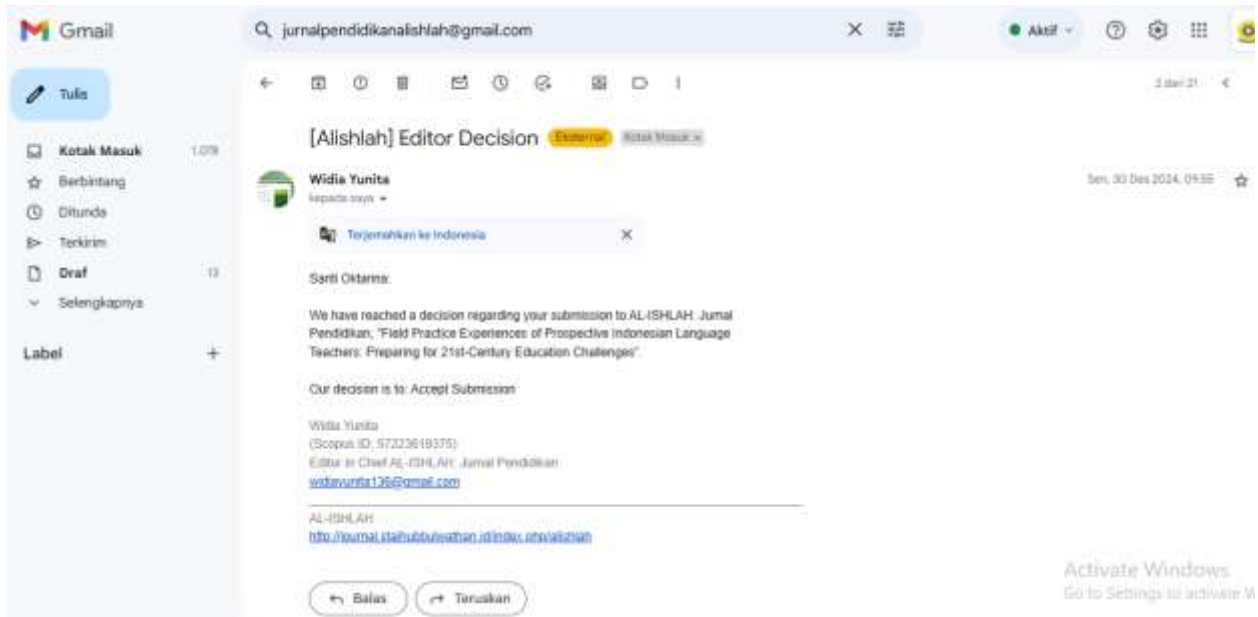 Gmail
jurnalpendidikanalishlah@gmail.com
Aktif
Tulis
2 dari 21
[Alishlah] Editor Decision Eksternal Kotak Masuk
Kotak Masuk 1.078
Berbintang
Ditunda
Terkirim
Draf 13
Selengkapnya
Label
Widia Yunita
Sen, 30 Des 2024, 09.55
kepada saya
Terjemahkan ke Indonesia
Santi Oktarina:
We have reached a decision regarding your submission to AL-ISHLAH: Jurnal
Pendidikan, "Field Practice Experiences of Prospective Indonesian Language
Teachers: Preparing for 21st-Century Education Challenges".
Our decision is to: Accept Submission
Widia Yunita
(Scopus ID: 57223619375)
Editor in Chief AL-ISHLAH: Jurnal Pendidikan
widiayunita136@gmail.com
AL-ISHLAH
http://journal.staihubbulwathan.id/index.php/alishlah
Balas
Teruskan
Activate Windows
Go to Settings to activate W